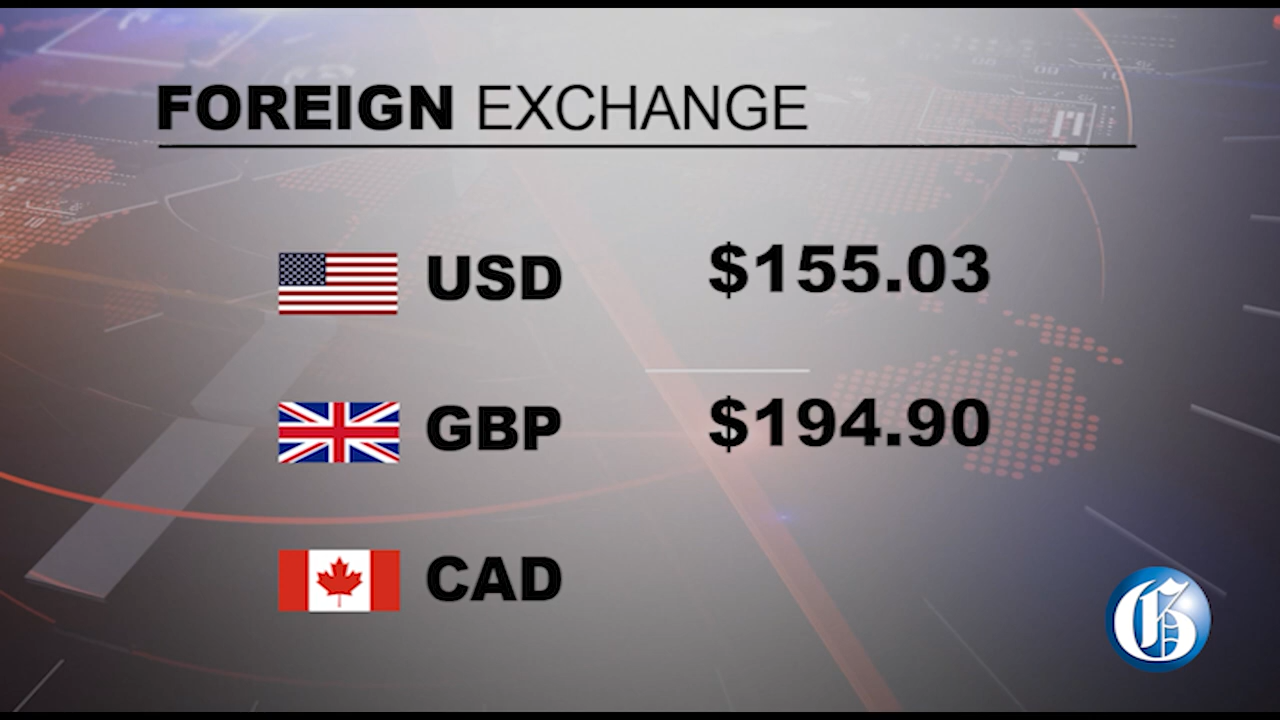 FOREIGN EXCHANGE
USD $155.03
GBP $194.90
CAD
G